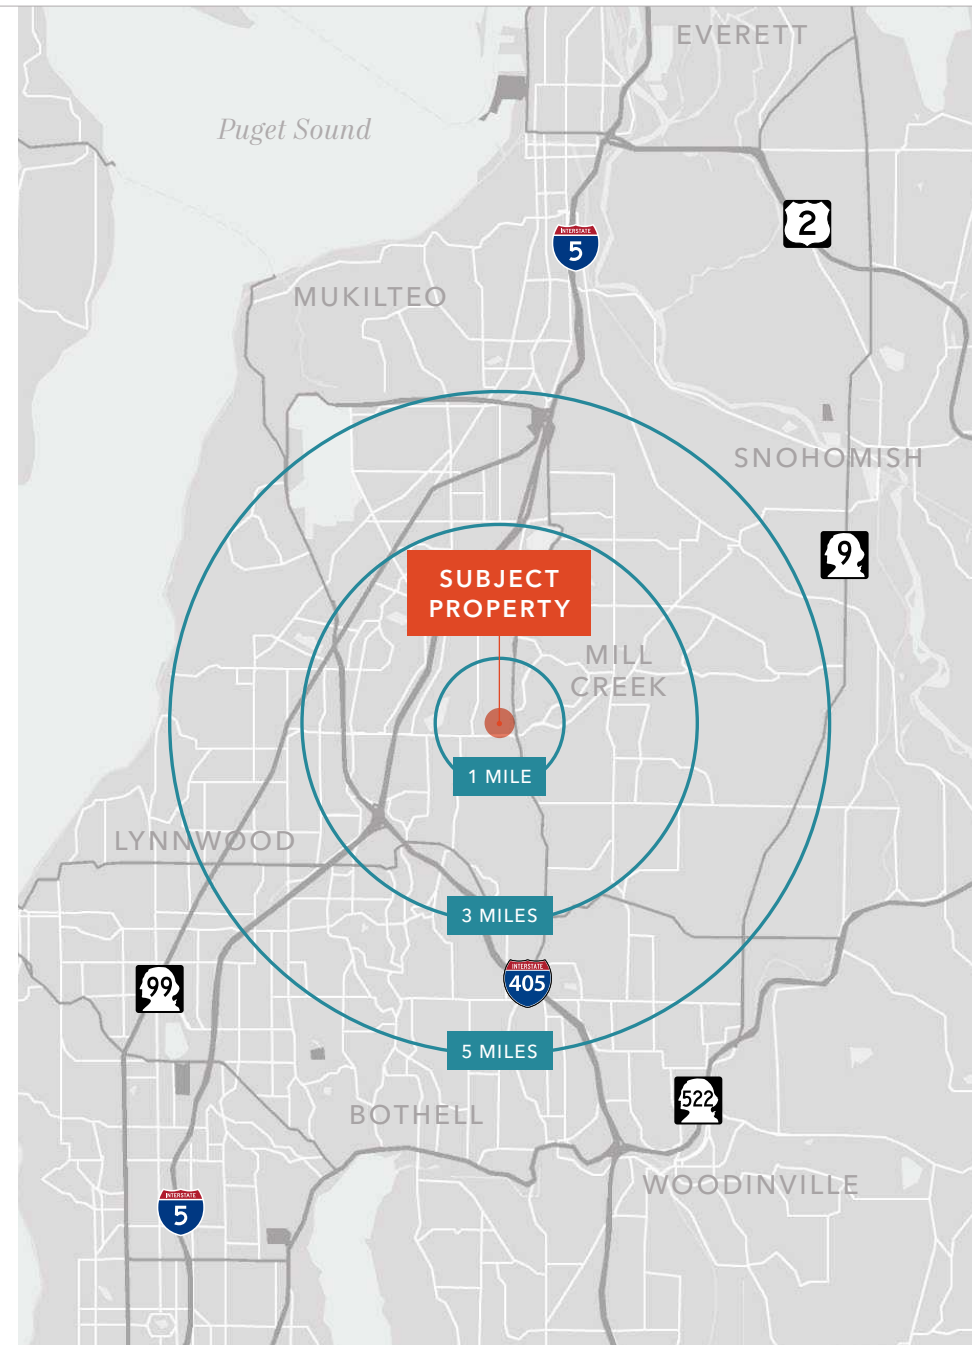 EVERETT
Puget Sound
2
INTERSTATE
5
MUKILTEO
SNOHOMISH
9
SUBJECT
PROPERTY
MILL
CREEK
1 MILE
LYNNWOOD
3 MILES
INTERSTATE
405
99
5 MILES
522
BOTHELL
WOODINVILLE
INTERSTATE
5